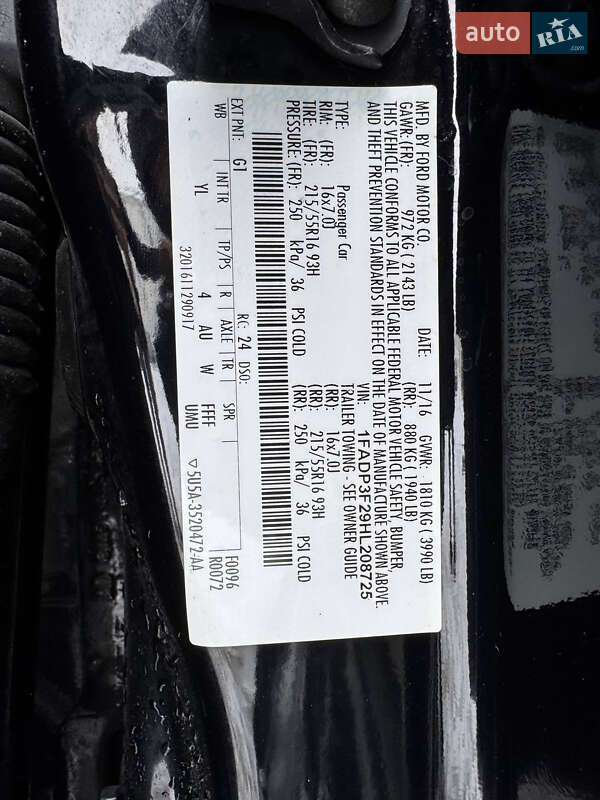 auto RIA.com
MFD. BY FORD MOTOR CO.
DATE: 11/16 GVWR: 1810 KG ( 3990 LB)
GAWR: (FR) 972 KG ( 2143 LB) (RR) 880 KG ( 1940 LB)
THIS VEHICLE CONFORMS TO ALL APPLICABLE FEDERAL MOTOR VEHICLE SAFETY, BUMPER,
AND THEFT PREVENTION STANDARDS IN EFFECT ON THE DATE OF MANUFACTURE SHOWN ABOVE.
VIN: 1FADP3F29HL208725
TYPE: Passenger Car TRAILER TOWING - SEE OWNER GUIDE
RIM: (FR): 16x7.0J (RR): 16x7.0J
TIRE: (FR): 215/55R16 93H (RR): 215/55R16 93H
PRESSURE: (FR): 250 kPa/ 36 PSI COLD (RR): 250 kPa/ 36 PSI COLD
EXT PNT: G1 RC: 24 DSO: F0096
WB INT TR TP/PS R AXLE TR SPR R0072
YL 4 AU W FFFF
UMU
3201611290917 ▽5U5A-3520472-AA